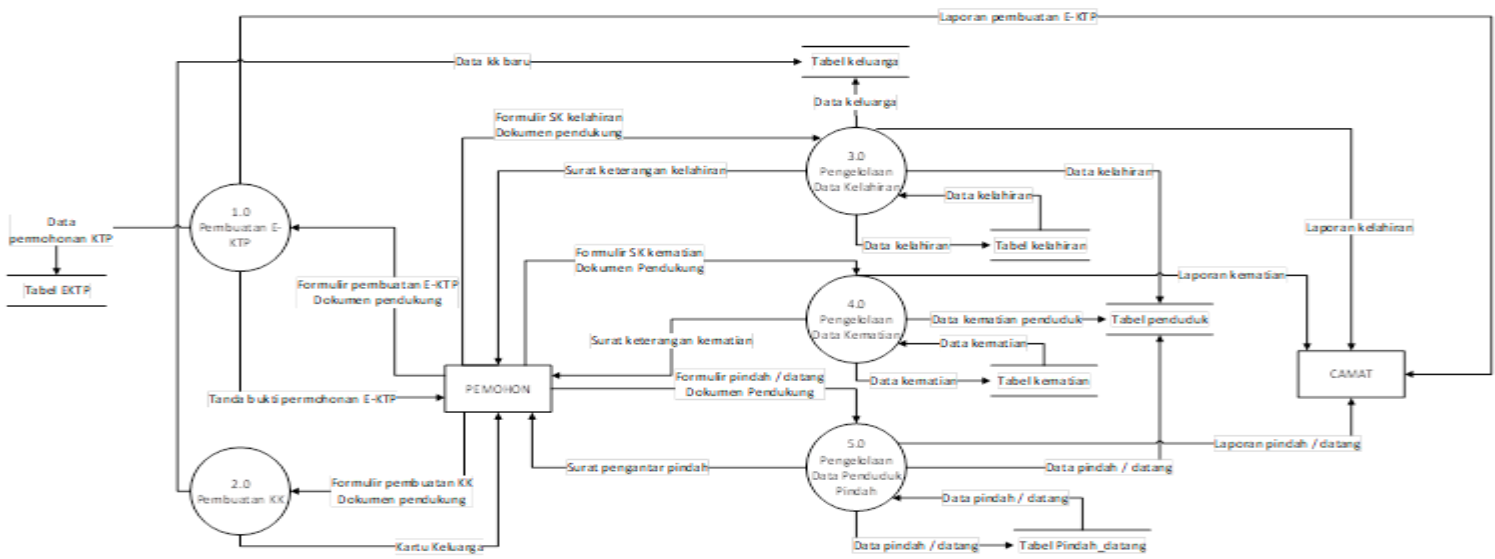 Laporan pembuatan E-KTP
Data kk baru
Tabel keluarga
Data keluarga
Formulir SK kelahiran
Dokumen pendukung
3.0
Pengelolaan
Data Kelahiran
Surat keterangan kelahiran
Data kelahiran
Data kelahiran
Data kelahiran
Tabel kelahiran
Laporan kelahiran
1.0
Pembuatan E-
KTP
Data
permohonan KTP
Tabel EKTP
Formulir pembuatan E-KTP
Dokumen pendukung
Formulir SK kematian
Dokumen Pendukung
4.0
Pengelolaan
Data Kematian
Laporan kematian
Data kematian penduduk
Tabel penduduk
Surat keterangan kematian
Data kematian
Data kematian
Tabel kematian
CAMAT
PEMOHON
Formulir pindah / datang
Dokumen Pendukung
Tanda bukti permohonan E-KTP
5.0
Pengelolaan
Data Penduduk
Pindah
Laporan pindah / datang
Surat pengantar pindah
Data pindah / datang
2.0
Pembuatan KK
Formulir pembuatan KK
Dokumen pendukung
Data pindah / datang
Kartu Keluarga
Data pindah / datang
Tabel Pindah_datang